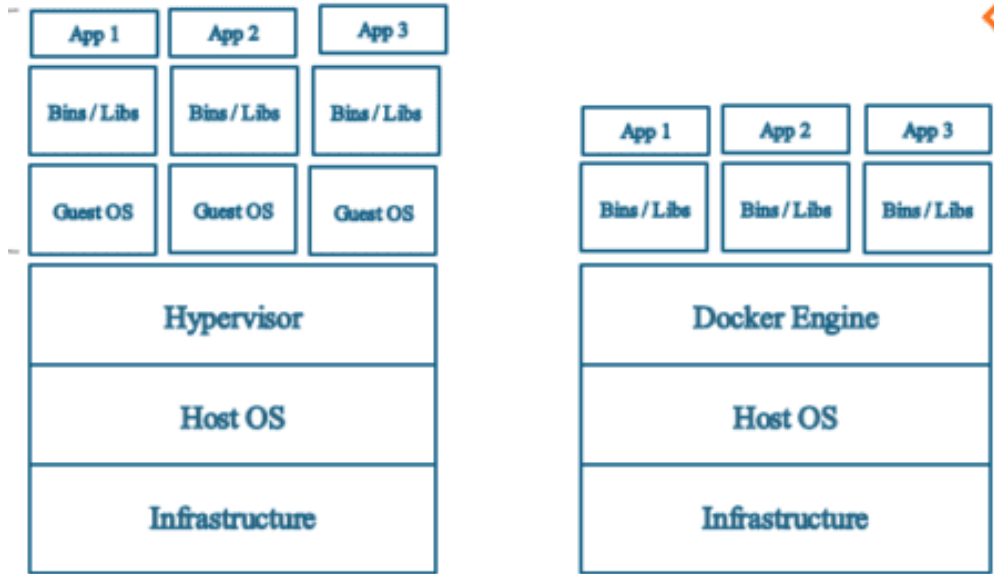 App 1
App 2
App 3
Bins / Libs
Bins / Libs
Bins / Libs
Guest OS
Guest OS
Guest OS
Hypervisor
Host OS
Infrastructure
App 1
App 2
App 3
Bins / Libs
Bins / Libs
Bins / Libs
Docker Engine
Host OS
Infrastructure